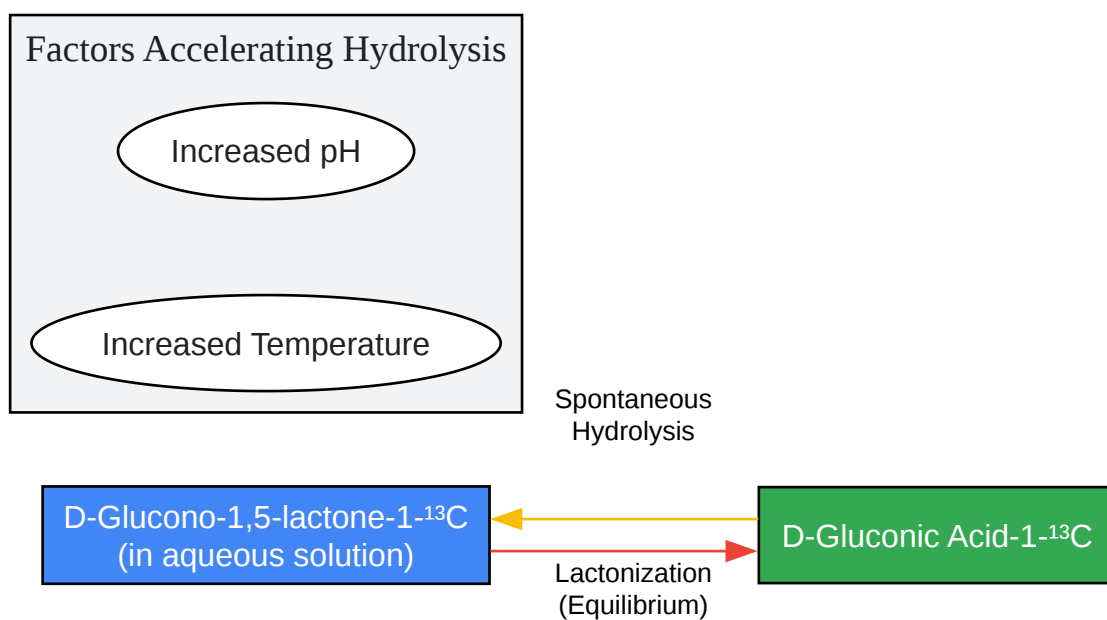 Factors Accelerating Hydrolysis
Increased pH
Increased Temperature
Spontaneous
Hydrolysis
D-Glucono-1,5-lactone-1-¹³C
(in aqueous solution)
D-Gluconic Acid-1-¹³C
Lactonization
(Equilibrium)